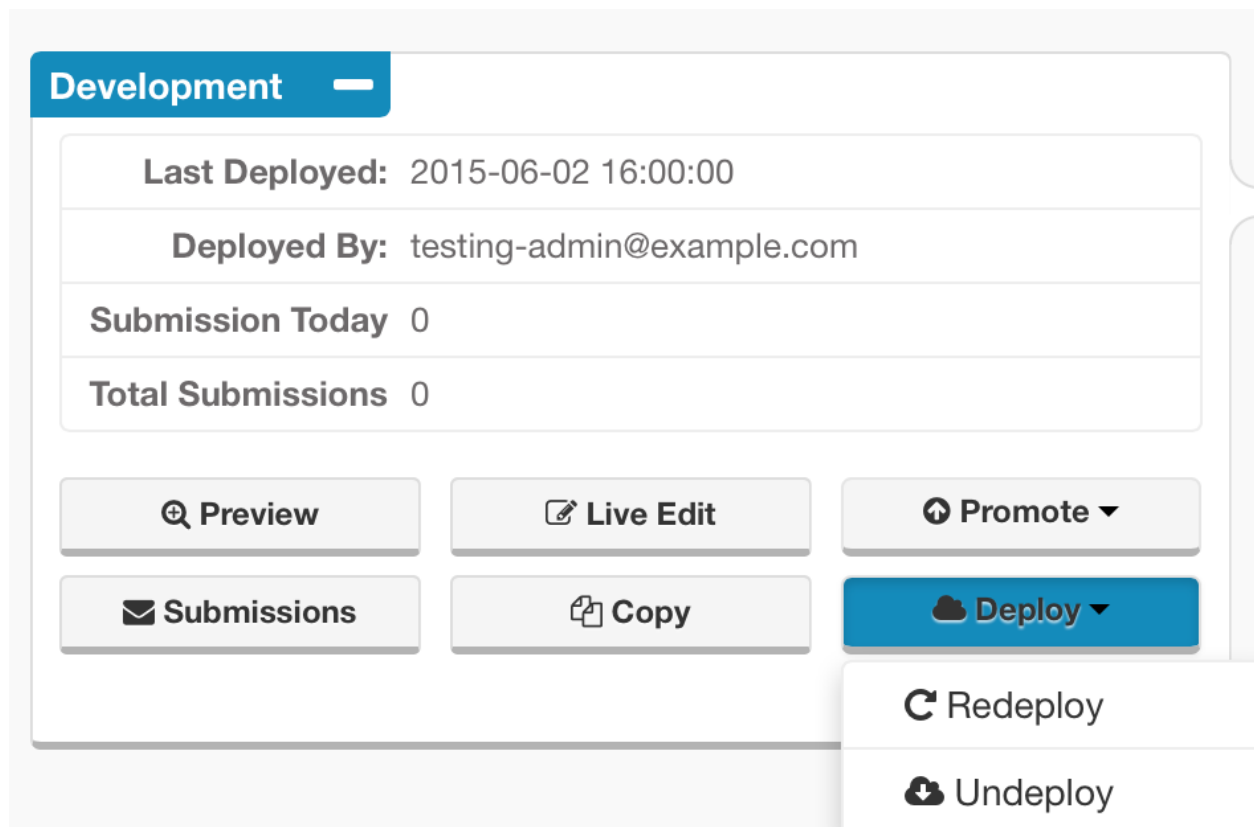 Development
Last Deployed: 2015-06-02 16:00:00
Deployed By: testing-admin@example.com
Submission Today 0
Total Submissions 0
Preview Live Edit Promote
Submissions Copy Deploy
Redeploy
Undeploy